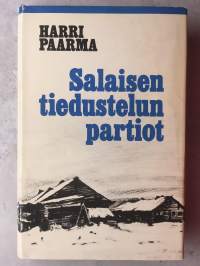 HARRI
PAARMA
Salaisen
tiedustelun
partiot